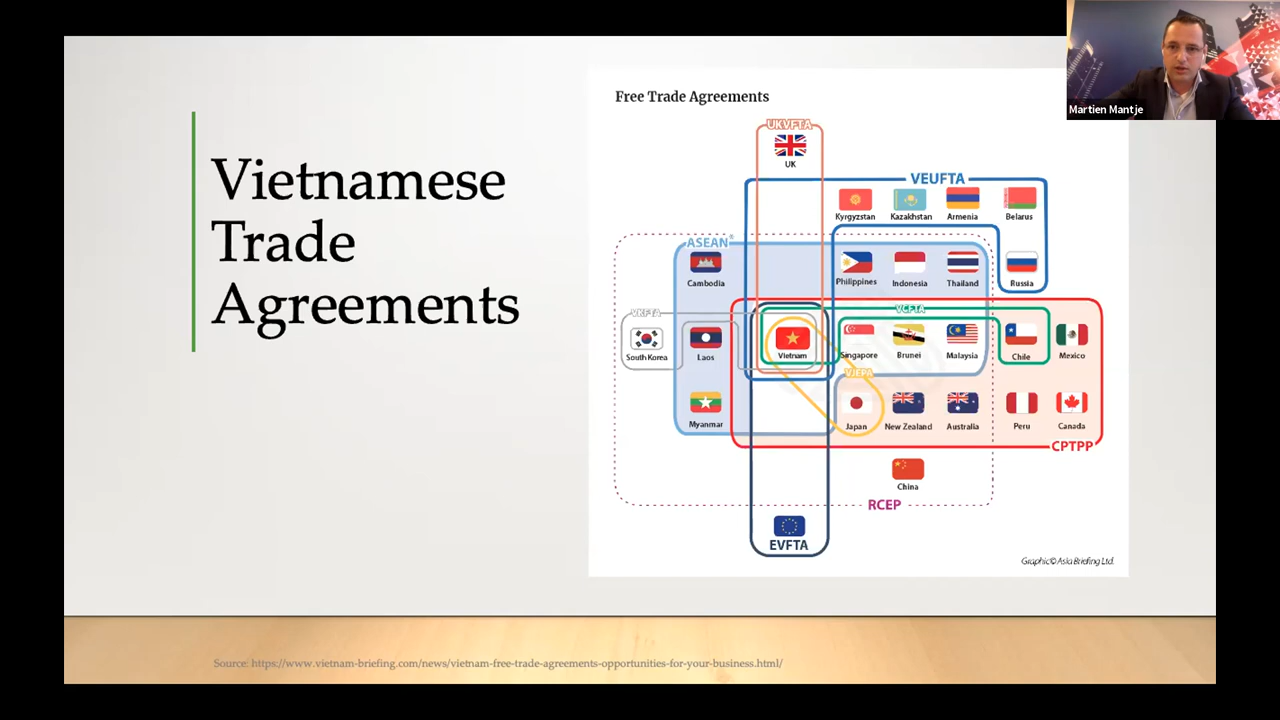 Martien Mantje
Vietnamese
Trade
Agreements
Free Trade Agreements
UKVFTA
UK
VEUFTA
Kyrgyzstan Kazakhstan Armenia Belarus
ASEAN
Cambodia Philippines Indonesia Thailand Russia
VKFTA VCFTA
South Korea Laos Vietnam Singapore Brunei Malaysia Chile Mexico
VJEPA
Myanmar Japan New Zealand Australia Peru Canada
CPTPP
China
RCEP
EVFTA
Graphic© Asia Briefing Ltd.
Source: https://www.vietnam-briefing.com/news/vietnam-free-trade-agreements-opportunities-for-your-business.html/